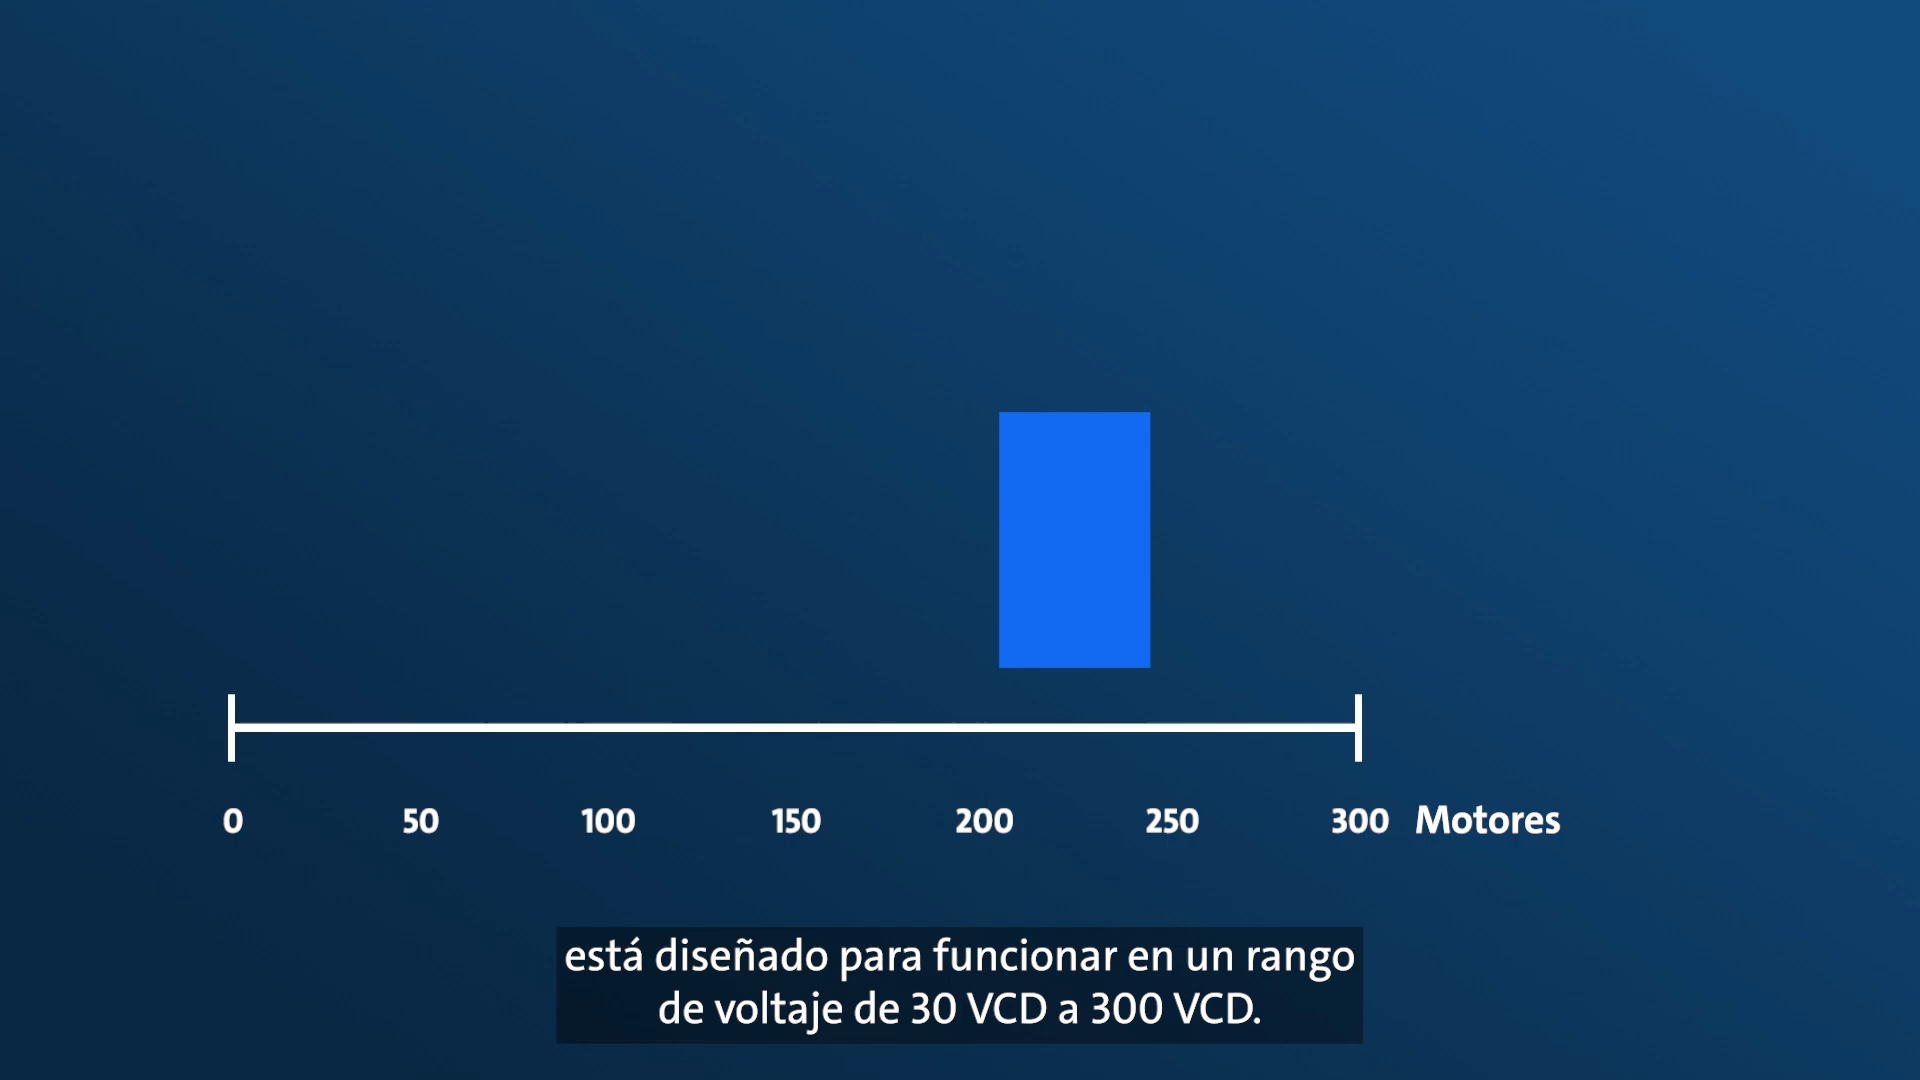 0 50 100 150 200 250 300 Motores
está diseñado para funcionar en un rango
de voltaje de 30 VCD a 300 VCD.